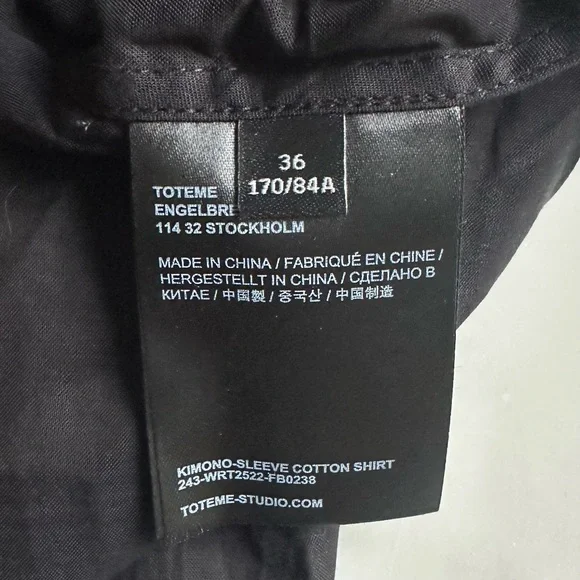 36
170/84A
TOTEME
114 32 STOCKHOLM
MADE IN CHINA / FABRIQUÉ EN CHINE /
HERGESTELLT IN CHINA / СДЕЛАНО В
КИТАЕ / 中国製 / 중국산 / 中国制造
KIMONO-SLEEVE COTTON SHIRT
243-WRT2522-FB0238
TOTEME-STUDIO.COM